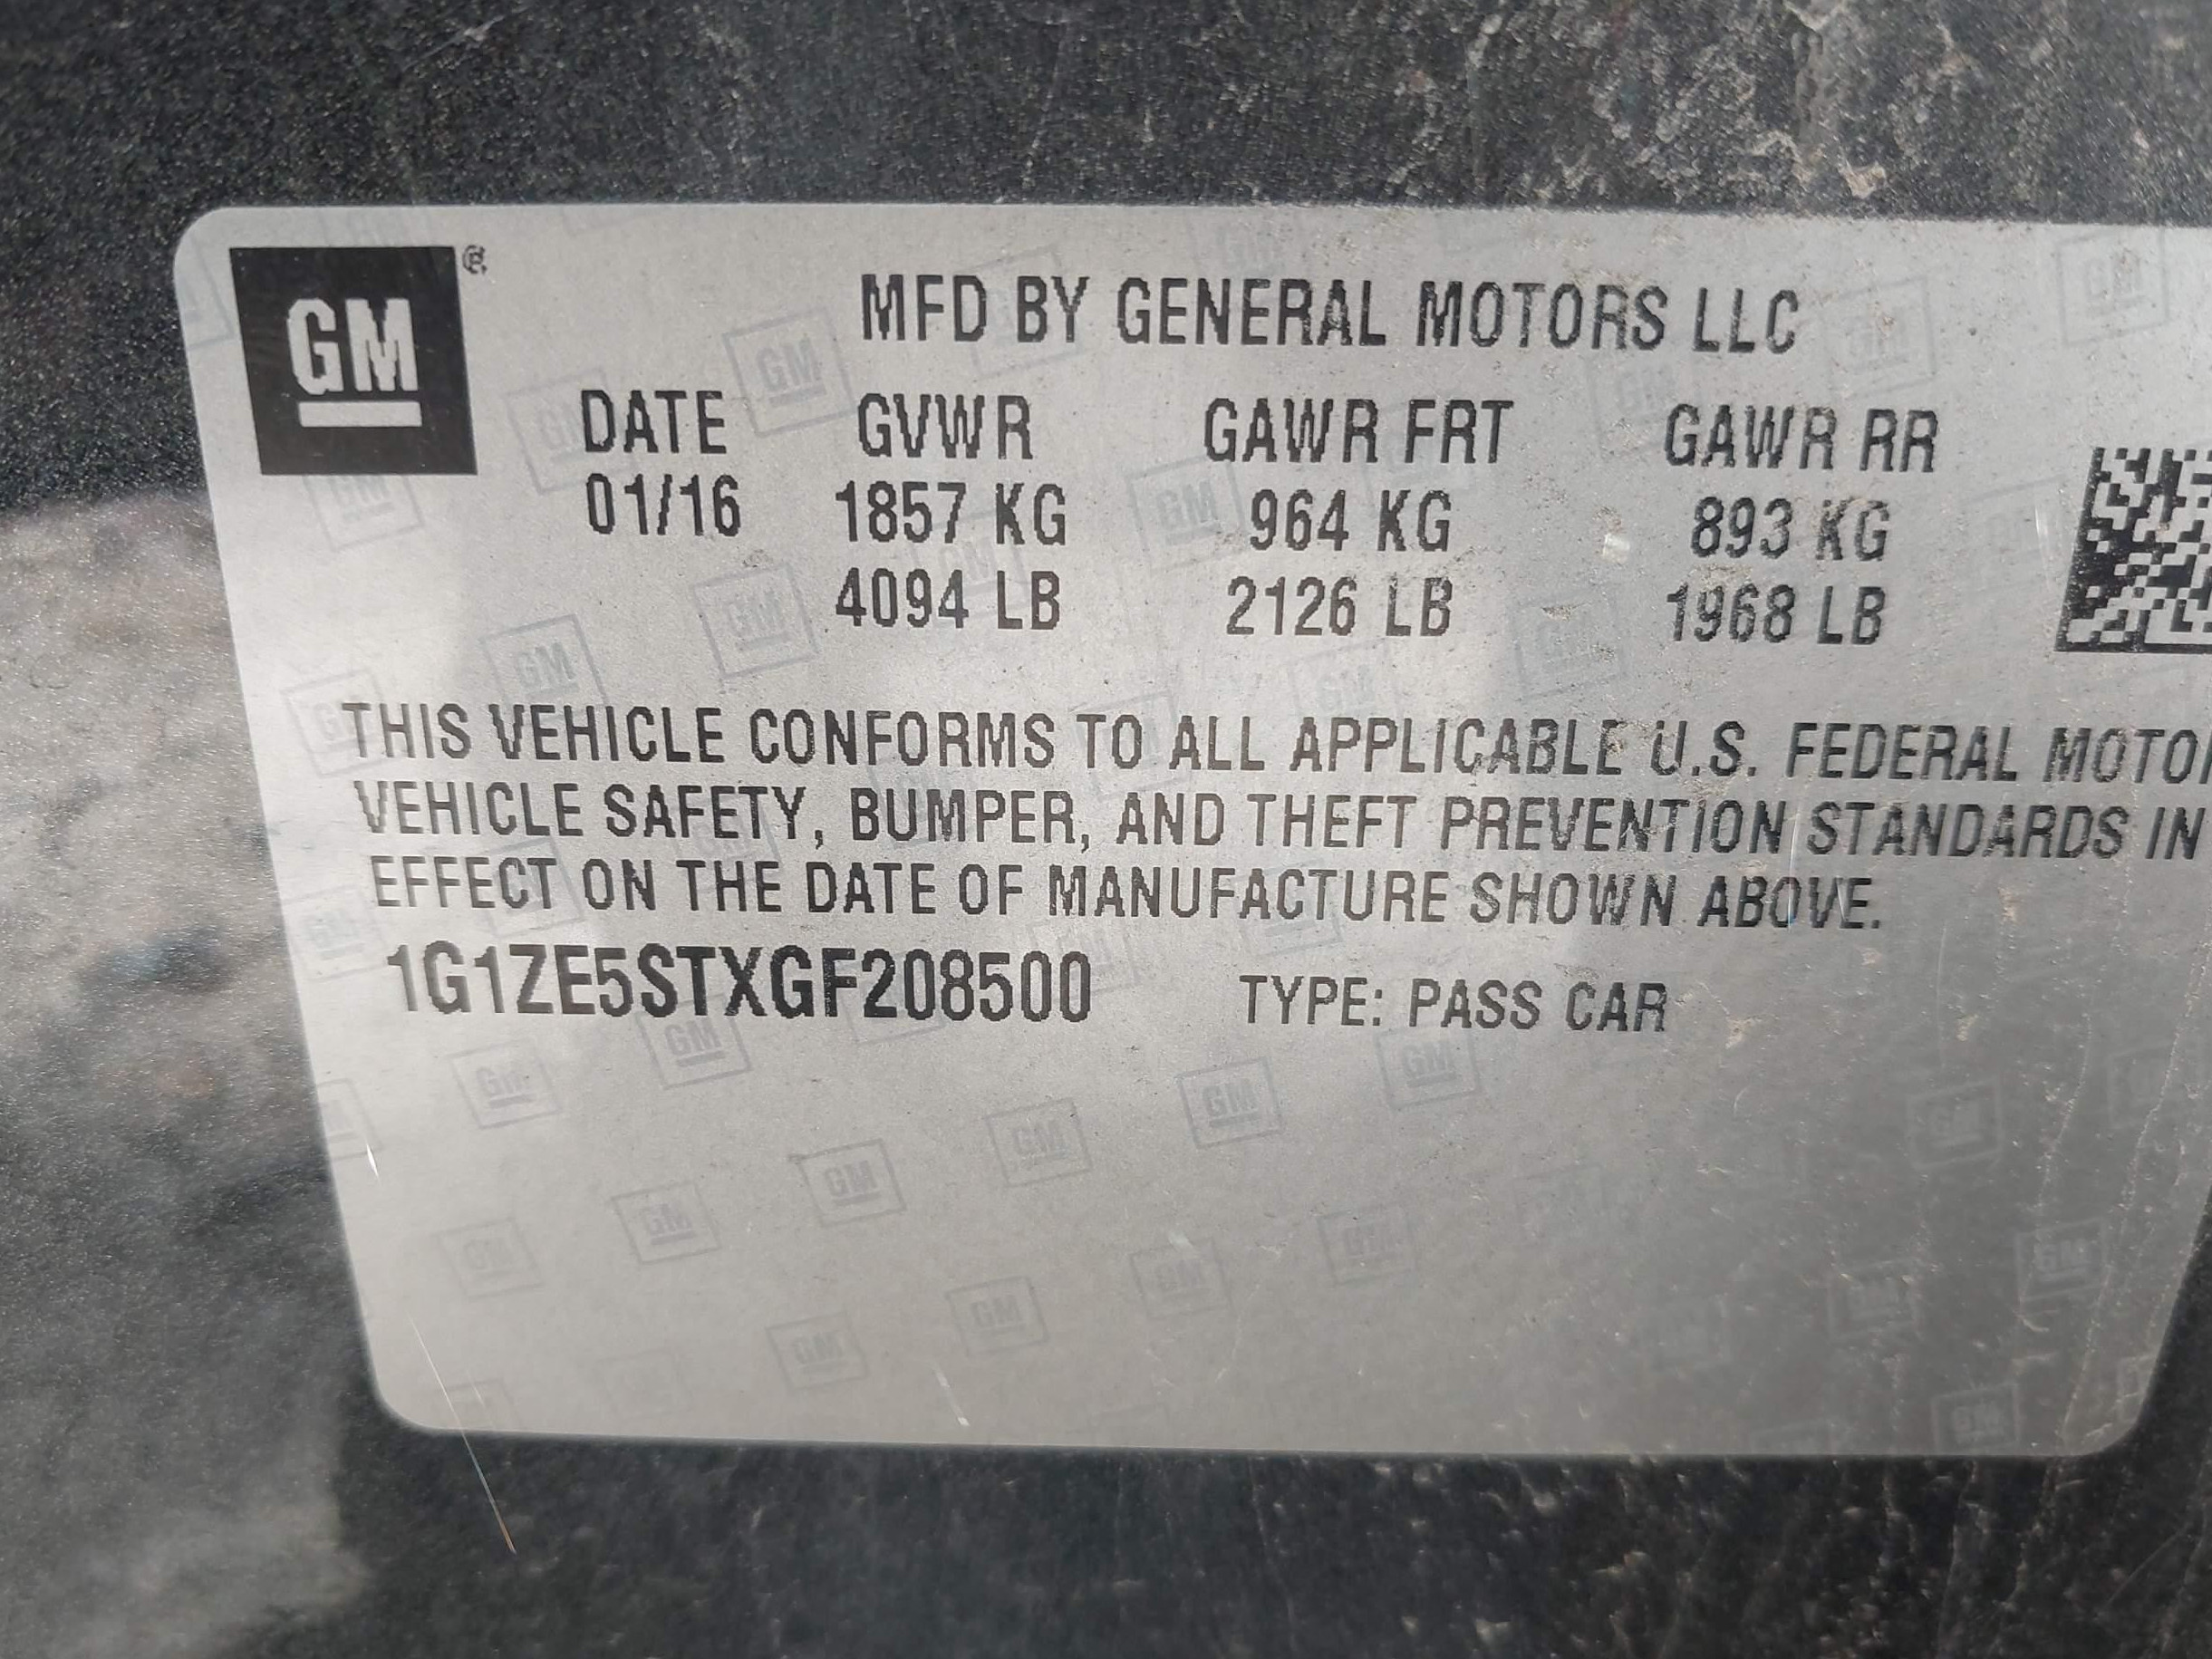 GM®
MFD BY GENERAL MOTORS LLC
DATE GVWR GAWR FRT GAWR RR
01/16 1857 KG 964 KG 893 KG
4094 LB 2126 LB 1968 LB
THIS VEHICLE CONFORMS TO ALL APPLICABLE U.S. FEDERAL MOTOR
VEHICLE SAFETY, BUMPER, AND THEFT PREVENTION STANDARDS IN
EFFECT ON THE DATE OF MANUFACTURE SHOWN ABOVE.
1G1ZE5STXGF208500 TYPE: PASS CAR